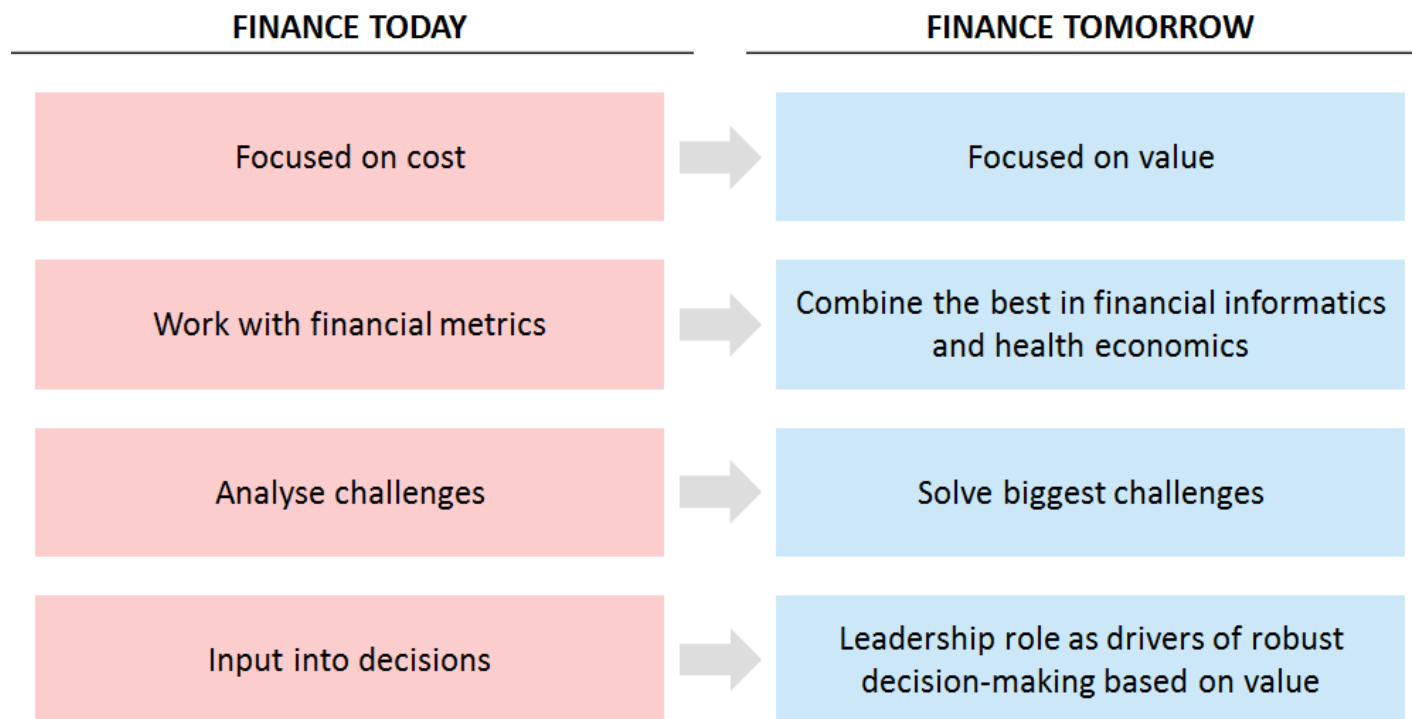 FINANCE TODAY
FINANCE TOMORROW
Focused on cost
Focused on value
Work with financial metrics
Combine the best in financial informatics
and health economics
Analyse challenges
Solve biggest challenges
Input into decisions
Leadership role as drivers of robust
decision-making based on value